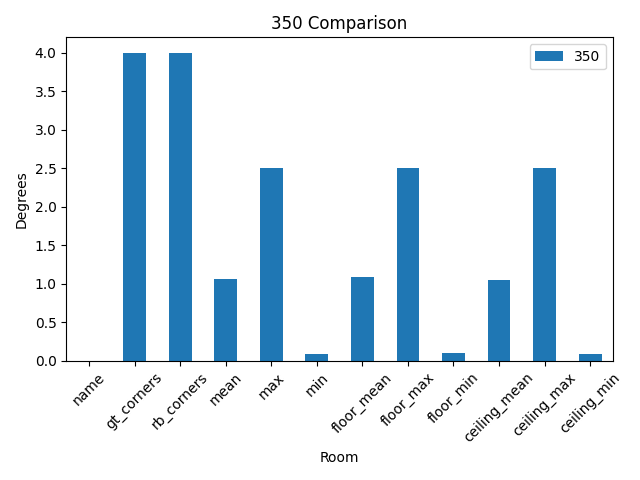 350 Comparison
350
Degrees
4.0
3.5
3.0
2.5
2.0
1.5
1.0
0.5
0.0
name
gt_corners
rb_corners
mean
max
min
floor_mean
floor_max
floor_min
ceiling_mean
ceiling_max
ceiling_min
Room